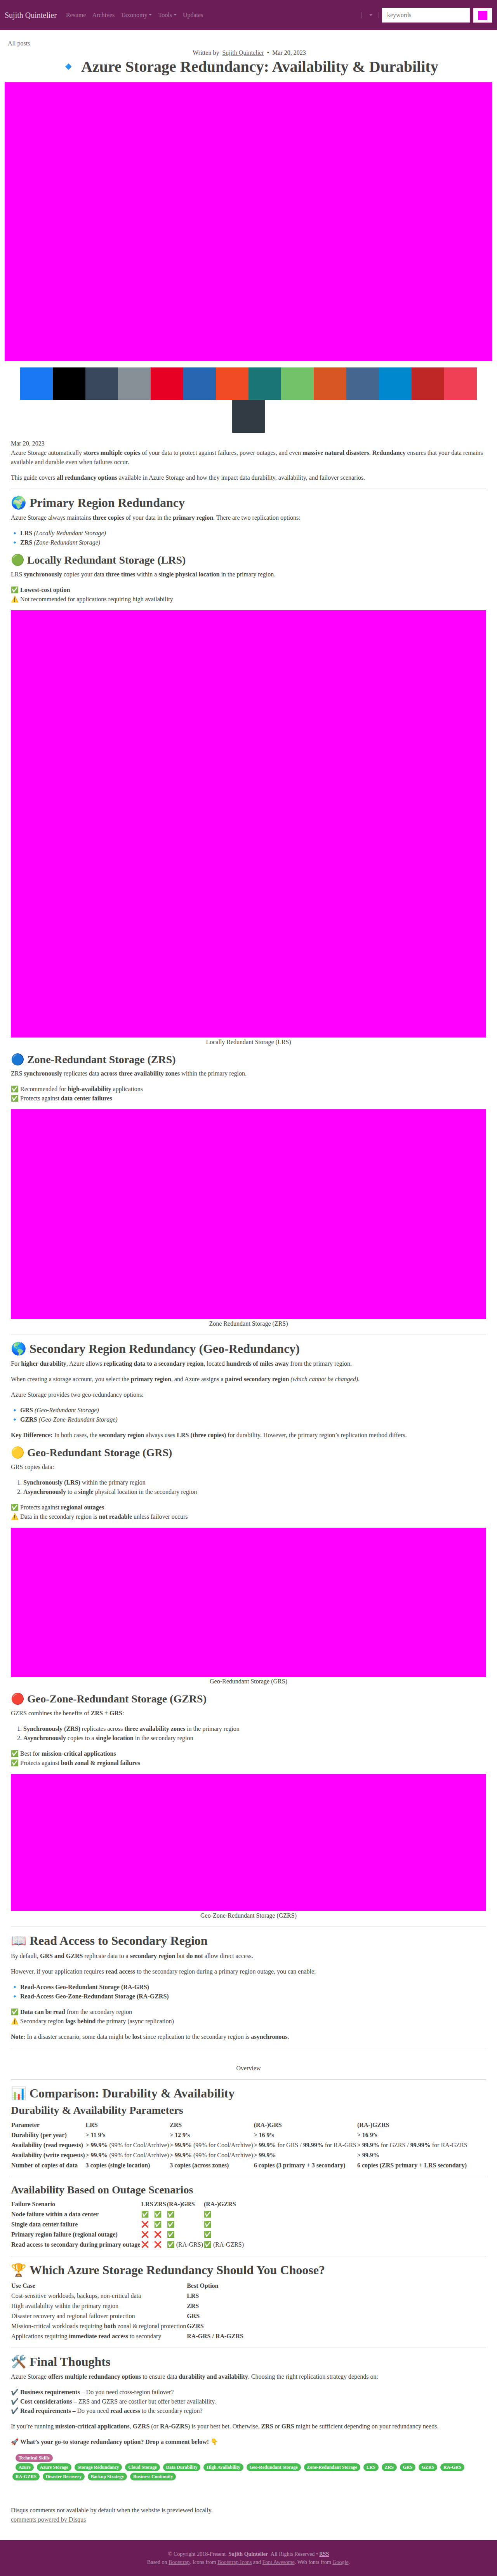 Sujith Quintelier
Resume
Archives
Taxonomy
Tools
Updates
keywords
All posts
Written by Sujith Quintelier • Mar 20, 2023
🔹 Azure Storage Redundancy: Availability & Durability
Mar 20, 2023
Azure Storage automatically stores multiple copies of your data to protect against failures, power outages, and even massive natural disasters. Redundancy ensures that your data remains
available and durable even when failures occur.
This guide covers all redundancy options available in Azure Storage and how they impact data durability, availability, and failover scenarios.
🌍 Primary Region Redundancy
Azure Storage always maintains three copies of your data in the primary region. There are two replication options:
🔹 LRS (Locally Redundant Storage)
🔹 ZRS (Zone-Redundant Storage)
🟢 Locally Redundant Storage (LRS)
LRS synchronously copies your data three times within a single physical location in the primary region.
✅ Lowest-cost option
⚠️ Not recommended for applications requiring high availability
Locally Redundant Storage (LRS)
🔵 Zone-Redundant Storage (ZRS)
ZRS synchronously replicates data across three availability zones within the primary region.
✅ Recommended for high-availability applications
✅ Protects against data center failures
Zone Redundant Storage (ZRS)
🌎 Secondary Region Redundancy (Geo-Redundancy)
For higher durability, Azure allows replicating data to a secondary region, located hundreds of miles away from the primary region.
When creating a storage account, you select the primary region, and Azure assigns a paired secondary region (which cannot be changed).
Azure Storage provides two geo-redundancy options:
🔹 GRS (Geo-Redundant Storage)
🔹 GZRS (Geo-Zone-Redundant Storage)
Key Difference: In both cases, the secondary region always uses LRS (three copies) for durability. However, the primary region's replication method differs.
🟡 Geo-Redundant Storage (GRS)
GRS copies data:
1. Synchronously (LRS) within the primary region
2. Asynchronously to a single physical location in the secondary region
✅ Protects against regional outages
⚠️ Data in the secondary region is not readable unless failover occurs
Geo-Redundant Storage (GRS)
🔴 Geo-Zone-Redundant Storage (GZRS)
GZRS combines the benefits of ZRS + GRS:
1. Synchronously (ZRS) replicates across three availability zones in the primary region
2. Asynchronously copies to a single location in the secondary region
✅ Best for mission-critical applications
✅ Protects against both zonal & regional failures
Geo-Zone-Redundant Storage (GZRS)
📖 Read Access to Secondary Region
By default, GRS and GZRS replicate data to a secondary region but do not allow direct access.
However, if your application requires read access to the secondary region during a primary region outage, you can enable:
🔹 Read-Access Geo-Redundant Storage (RA-GRS)
🔹 Read-Access Geo-Zone-Redundant Storage (RA-GZRS)
✅ Data can be read from the secondary region
⚠️ Secondary region lags behind the primary (async replication)
Note: In a disaster scenario, some data might be lost since replication to the secondary region is asynchronous.
Overview
📊 Comparison: Durability & Availability
Durability & Availability Parameters
Parameter LRS ZRS (RA-)GRS (RA-)GZRS
Durability (per year) ≥ 11 9's ≥ 12 9's ≥ 16 9's ≥ 16 9's
Availability (read requests) ≥ 99.9% (99% for Cool/Archive) ≥ 99.9% (99% for Cool/Archive) ≥ 99.9% for GRS / 99.99% for RA-GRS ≥ 99.9% for GZRS / 99.99% for RA-GZRS
Availability (write requests) ≥ 99.9% (99% for Cool/Archive) ≥ 99.9% (99% for Cool/Archive) ≥ 99.9% ≥ 99.9%
Number of copies of data 3 copies (single location) 3 copies (across zones) 6 copies (3 primary + 3 secondary) 6 copies (ZRS primary + LRS secondary)
Availability Based on Outage Scenarios
Failure Scenario LRS ZRS (RA-)GRS (RA-)GZRS
Node failure within a data center ✅ ✅ ✅ ✅
Single data center failure ❌ ✅ ✅ ✅
Primary region failure (regional outage) ❌ ❌ ✅ ✅
Read access to secondary during primary outage ❌ ❌ ✅ (RA-GRS) ✅ (RA-GZRS)
🏆 Which Azure Storage Redundancy Should You Choose?
Use Case Best Option
Cost-sensitive workloads, backups, non-critical data LRS
High availability within the primary region ZRS
Disaster recovery and regional failover protection GRS
Mission-critical workloads requiring both zonal & regional protection GZRS
Applications requiring immediate read access to secondary RA-GRS / RA-GZRS
🛠️ Final Thoughts
Azure Storage offers multiple redundancy options to ensure data durability and availability. Choosing the right replication strategy depends on:
✔️ Business requirements – Do you need cross-region failover?
✔️ Cost considerations – ZRS and GZRS are costlier but offer better availability.
✔️ Read requirements – Do you need read access to the secondary region?
If you're running mission-critical applications, GZRS (or RA-GZRS) is your best bet. Otherwise, ZRS or GRS might be sufficient depending on your redundancy needs.
🚀 What's your go-to storage redundancy option? Drop a comment below! 👇
Technical Skills
Azure Azure Storage Storage Redundancy Cloud Storage Data Durability High Availability Geo-Redundant Storage Zone-Redundant Storage LRS ZRS GRS GZRS RA-GRS
RA-GZRS Disaster Recovery Backup Strategy Business Continuity
Disqus comments not available by default when the website is previewed locally.
comments powered by Disqus
© Copyright 2018-Present Sujith Quintelier All Rights Reserved • RSS
Based on Bootstrap. Icons from Bootstrap Icons and Font Awesome. Web fonts from Google.